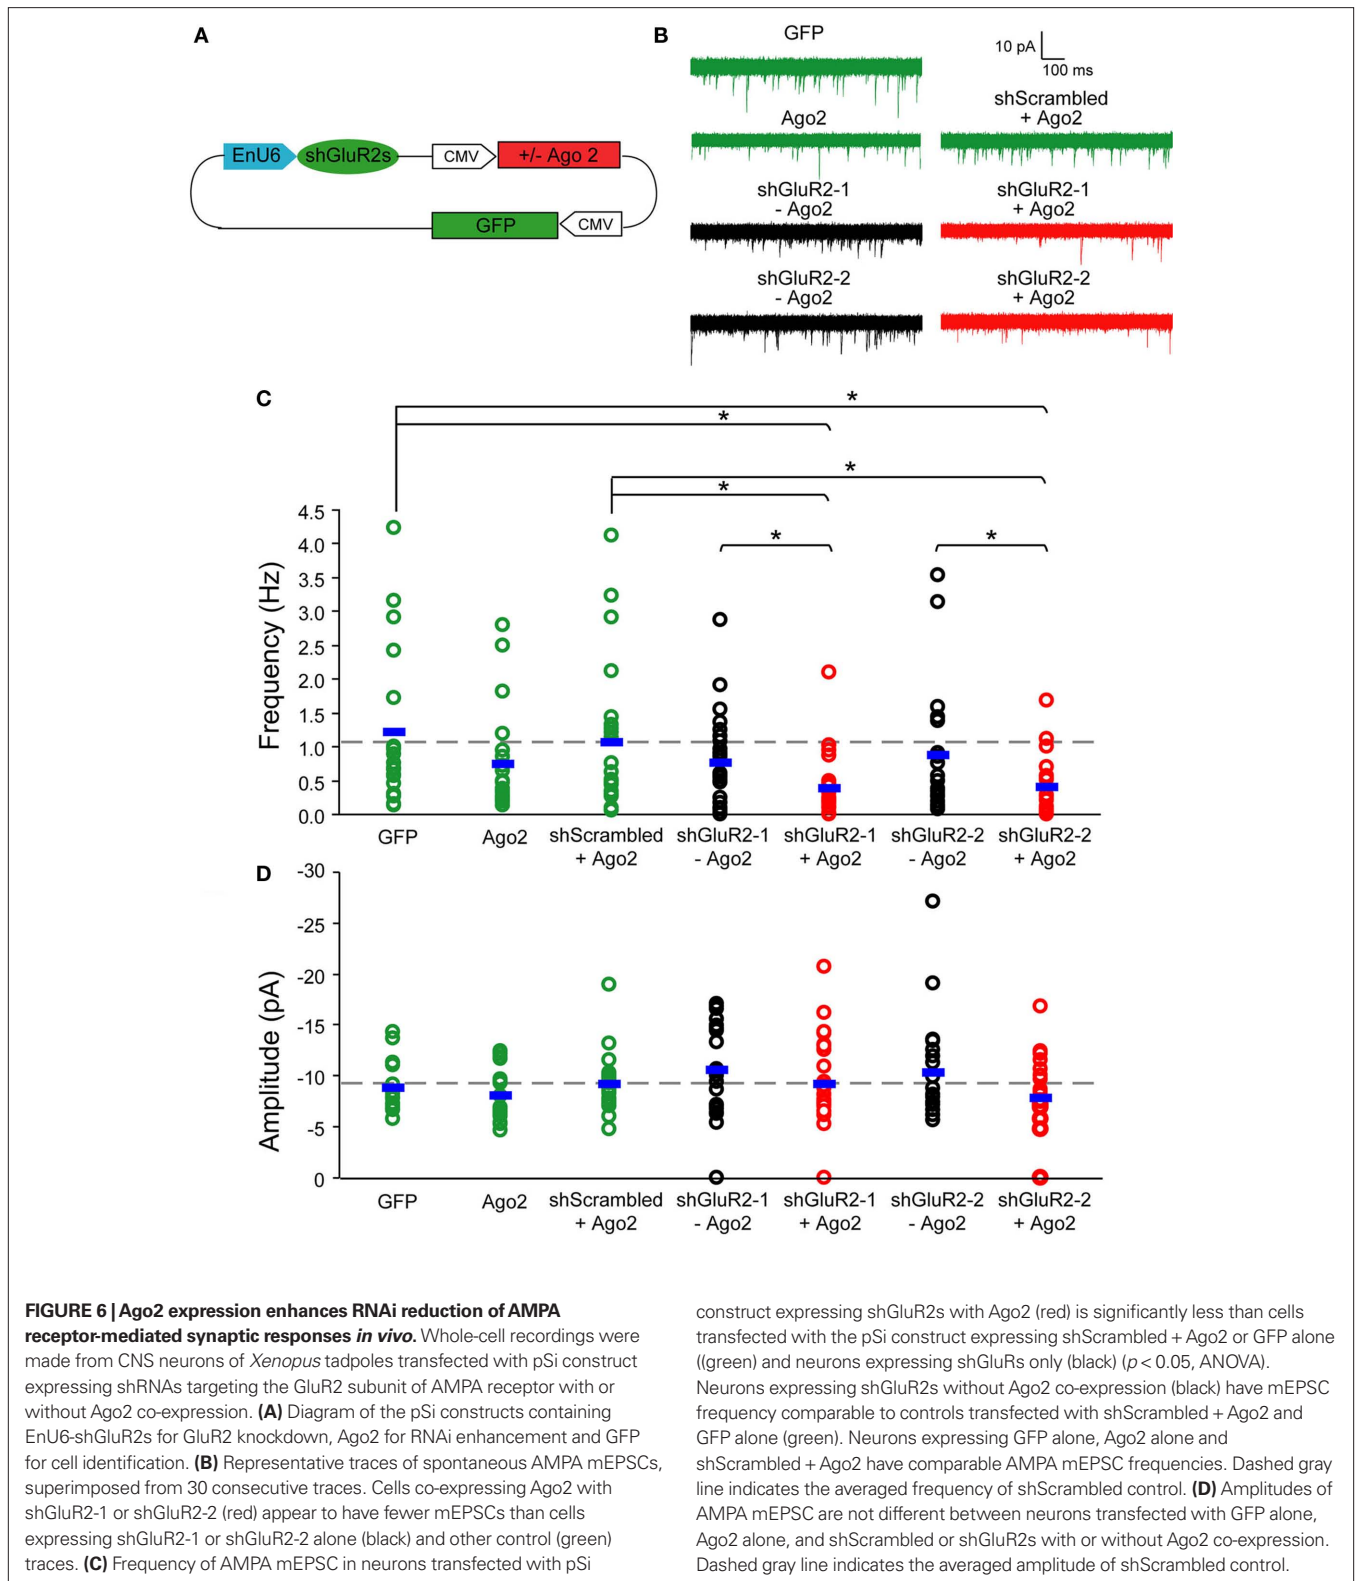 A
EnU6
shGluR2s
CMV
+/- Ago 2
GFP
CMV
B
GFP
10 pA
100 ms
Ago2
shScrambled
+ Ago2
shGluR2-1
- Ago2
shGluR2-1
+ Ago2
shGluR2-2
- Ago2
shGluR2-2
+ Ago2
C
*
*
*
*
*
*
Frequency (Hz)
4.5
4.0
3.5
3.0
2.5
2.0
1.5
1.0
0.5
0.0
GFP
Ago2
shScrambled
+ Ago2
shGluR2-1
- Ago2
shGluR2-1
+ Ago2
shGluR2-2
- Ago2
shGluR2-2
+ Ago2
D
Amplitude (pA)
-30
-25
-20
-15
-10
-5
0
GFP
Ago2
shScrambled
+ Ago2
shGluR2-1
- Ago2
shGluR2-1
+ Ago2
shGluR2-2
- Ago2
shGluR2-2
+ Ago2
FIGURE 6 | Ago2 expression enhances RNAi reduction of AMPA
receptor-mediated synaptic responses in vivo. Whole-cell recordings were
made from CNS neurons of Xenopus tadpoles transfected with pSi construct
expressing shRNAs targeting the GluR2 subunit of AMPA receptor with or
without Ago2 co-expression. (A) Diagram of the pSi constructs containing
EnU6-shGluR2s for GluR2 knockdown, Ago2 for RNAi enhancement and GFP
for cell identification. (B) Representative traces of spontaneous AMPA mEPSCs,
superimposed from 30 consecutive traces. Cells co-expressing Ago2 with
shGluR2-1 or shGluR2-2 (red) appear to have fewer mEPSCs than cells
expressing shGluR2-1 or shGluR2-2 alone (black) and other control (green)
traces. (C) Frequency of AMPA mEPSC in neurons transfected with pSi
construct expressing shGluR2s with Ago2 (red) is significantly less than cells
transfected with the pSi construct expressing shScrambled + Ago2 or GFP alone
((green) and neurons expressing shGluRs only (black) (p < 0.05, ANOVA).
Neurons expressing shGluR2s without Ago2 co-expression (black) have mEPSC
frequency comparable to controls transfected with shScrambled + Ago2 and
GFP alone (green). Neurons expressing GFP alone, Ago2 alone and
shScrambled + Ago2 have comparable AMPA mEPSC frequencies. Dashed gray
line indicates the averaged frequency of shScrambled control. (D) Amplitudes of
AMPA mEPSC are not different between neurons transfected with GFP alone,
Ago2 alone, and shScrambled or shGluR2s with or without Ago2 co-expression.
Dashed gray line indicates the averaged amplitude of shScrambled control.